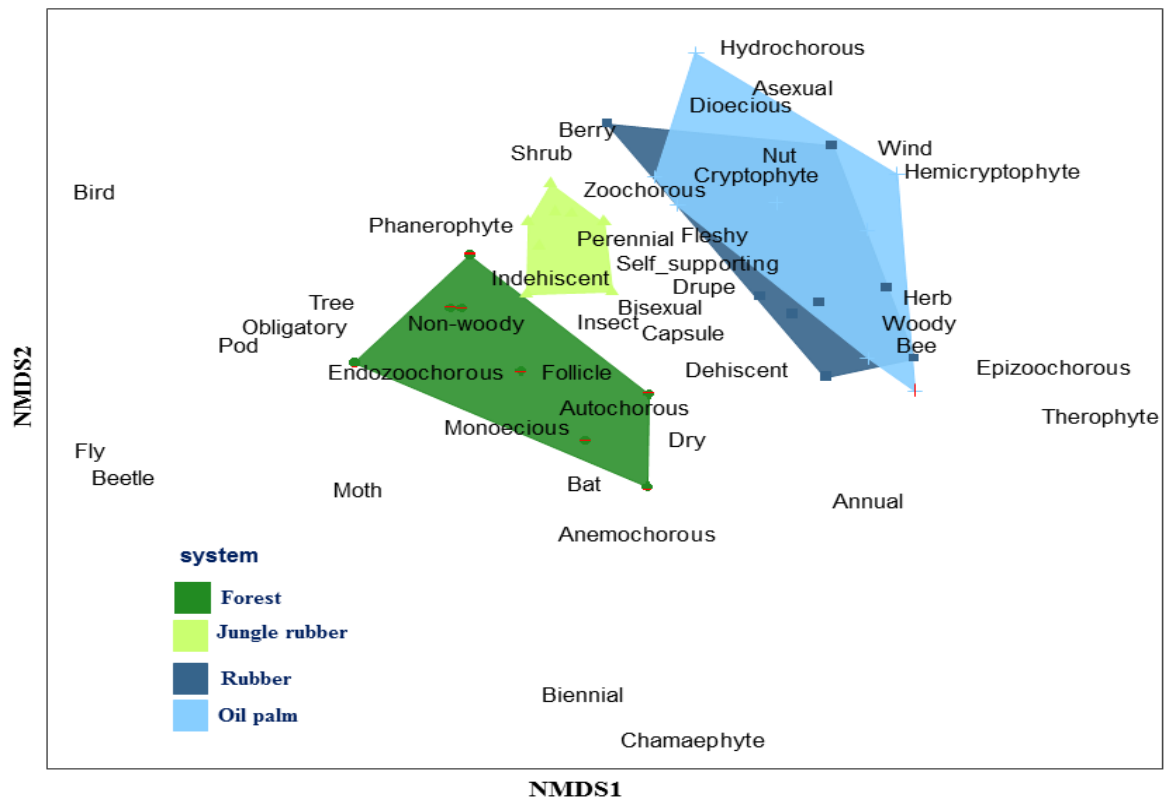 Hydrochorous
Asexual
Dioecious
Berry
Wind
Shrub
Nut
Cryptophyte
Hemicryptophyte
Bird
Zoochorous
Phanerophyte
Perennial
Fleshy
Self_supporting
Indehiscent
Drupe
Tree
Bisexual
Herb
Obligatory
Non-woody
Insect
Capsule
Woody
Pod
Bee
Endozoochorous
Follicle
Dehiscent
Epizoochorous
Autochorous
Therophyte
Monoecious
Dry
Fly
Beetle
Moth
Bat
Annual
Anemochorous
system
Forest
Jungle rubber
Rubber
Oil palm
Biennial
Chamaephyte
NMDS2
NMDS1